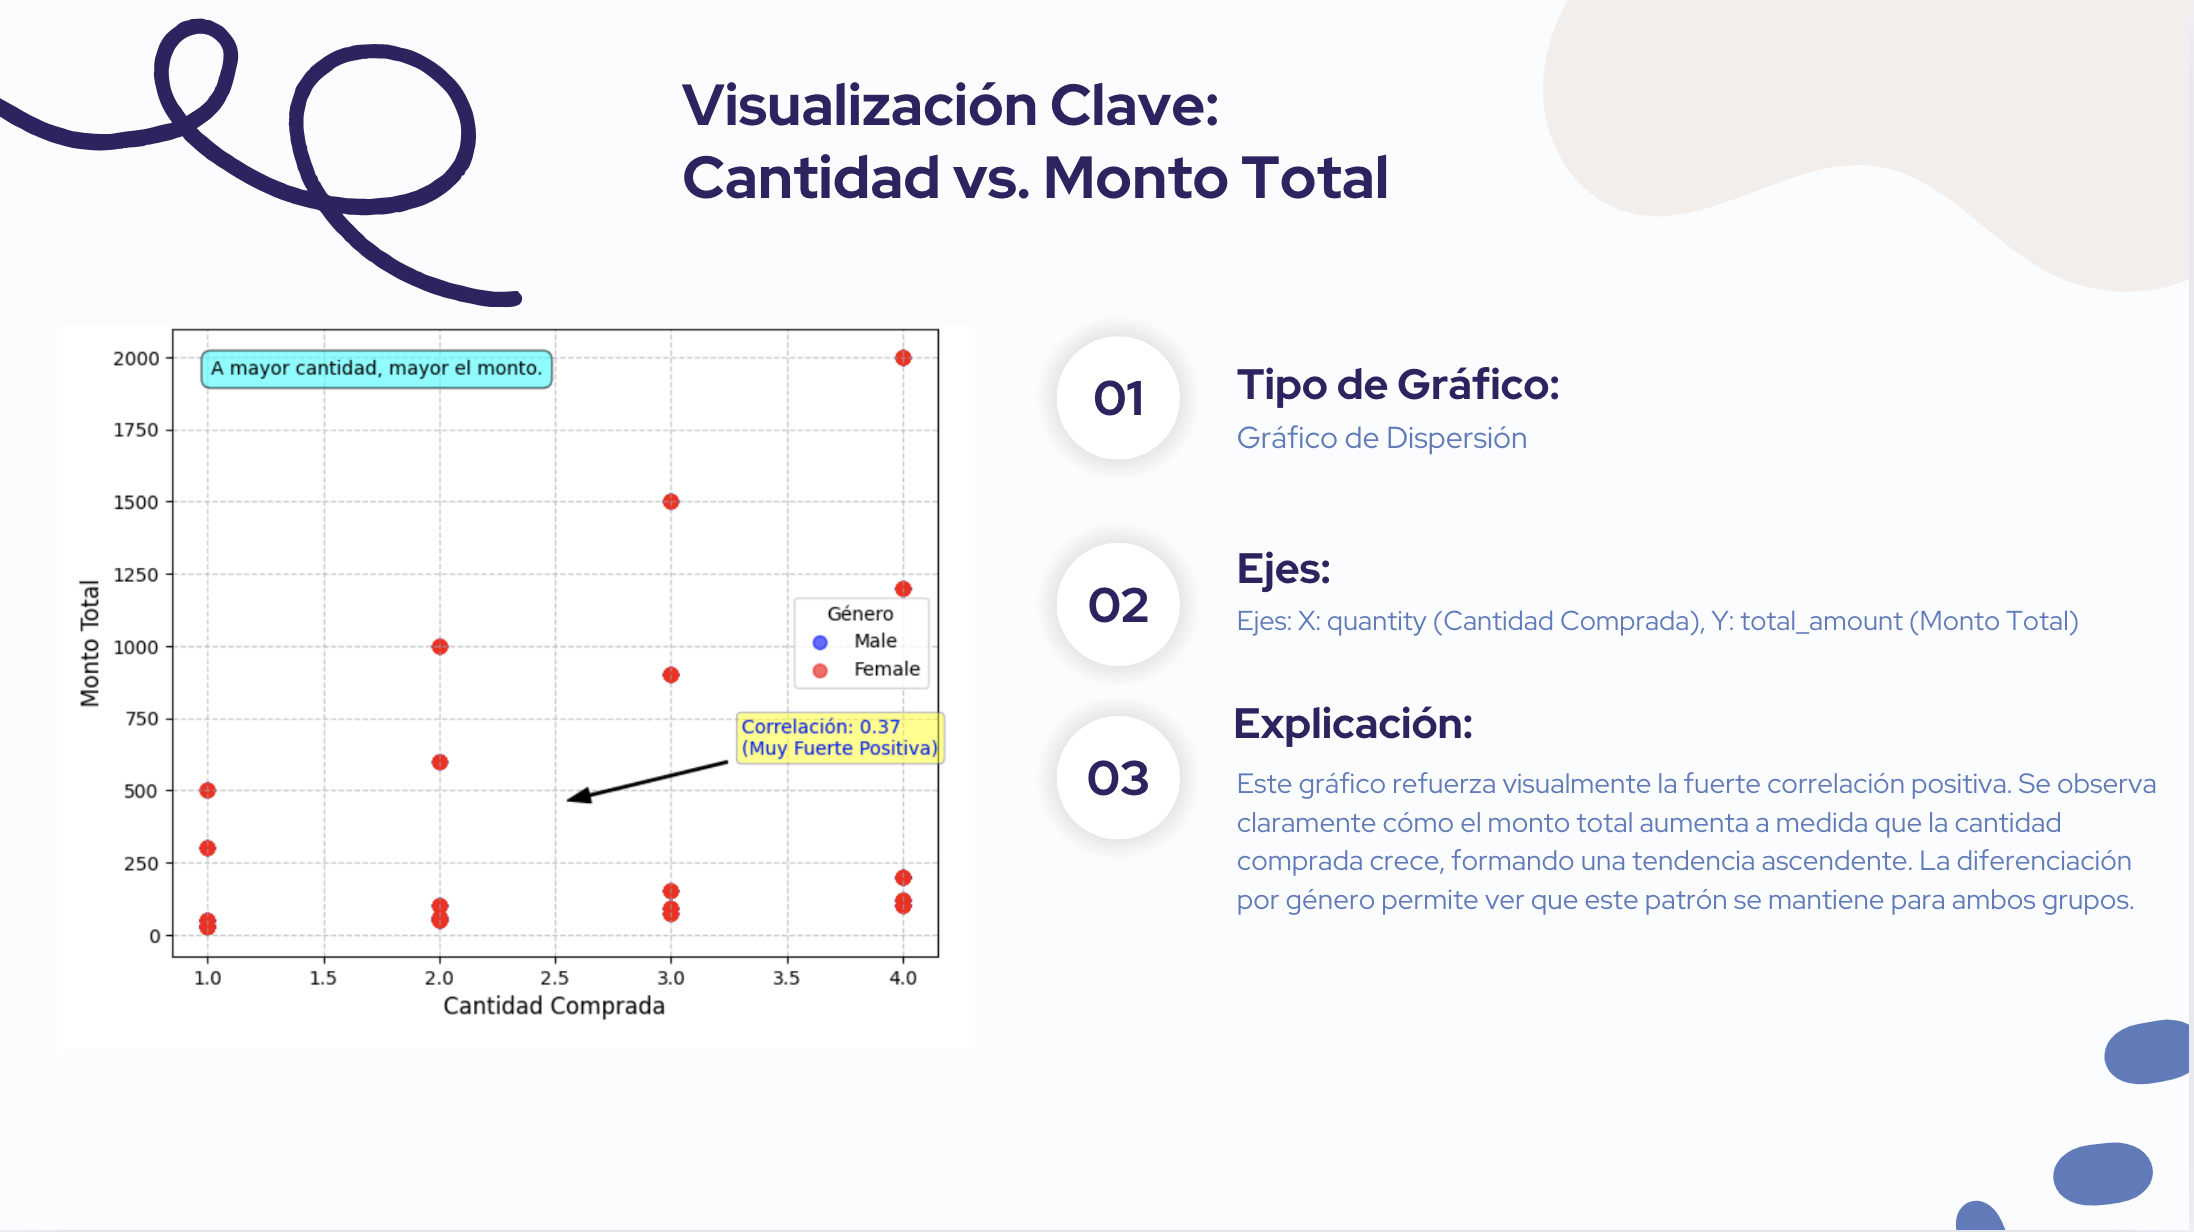 Visualización Clave:
Cantidad vs. Monto Total
2000
1750
1500
1250
1000
750
500
250
0
Monto Total
A mayor cantidad, mayor el monto.
Género
Male
Female
Correlación: 0.37
(Muy Fuerte Positiva)
1.0 1.5 2.0 2.5 3.0 3.5 4.0
Cantidad Comprada
01
Tipo de Gráfico:
Gráfico de Dispersión
02
Ejes:
Ejes: X: quantity (Cantidad Comprada), Y: total_amount (Monto Total)
03
Explicación:
Este gráfico refuerza visualmente la fuerte correlación positiva. Se observa
claramente cómo el monto total aumenta a medida que la cantidad
comprada crece, formando una tendencia ascendente. La diferenciación
por género permite ver que este patrón se mantiene para ambos grupos.